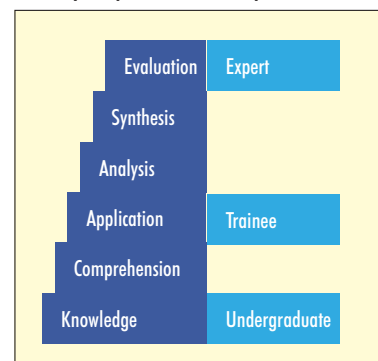 Evaluation Expert
Synthesis
Analysis
Application Trainee
Comprehension
Knowledge Undergraduate